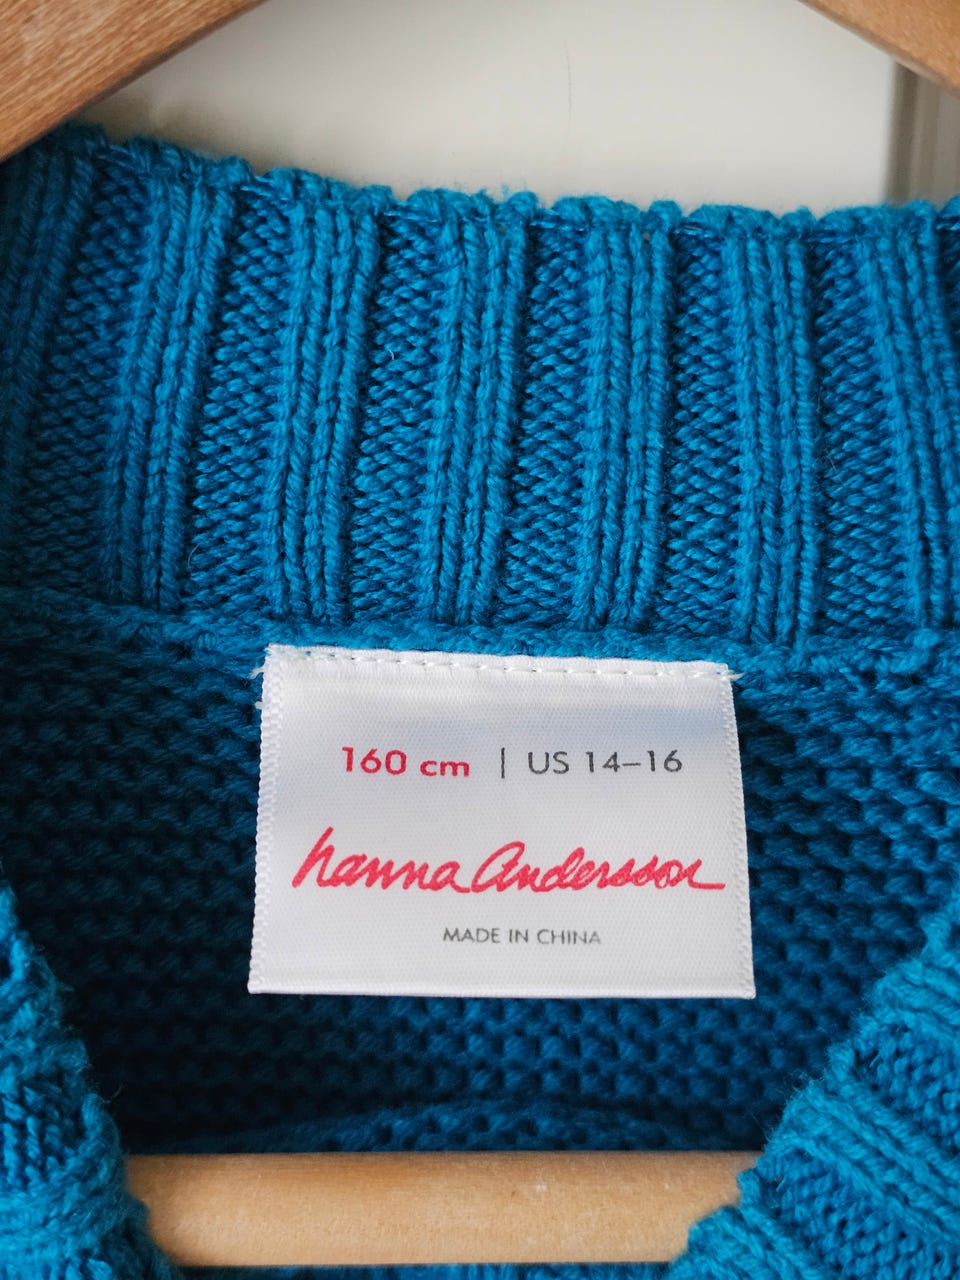 160 cm | US 14–16
hanna Andersson
MADE IN CHINA